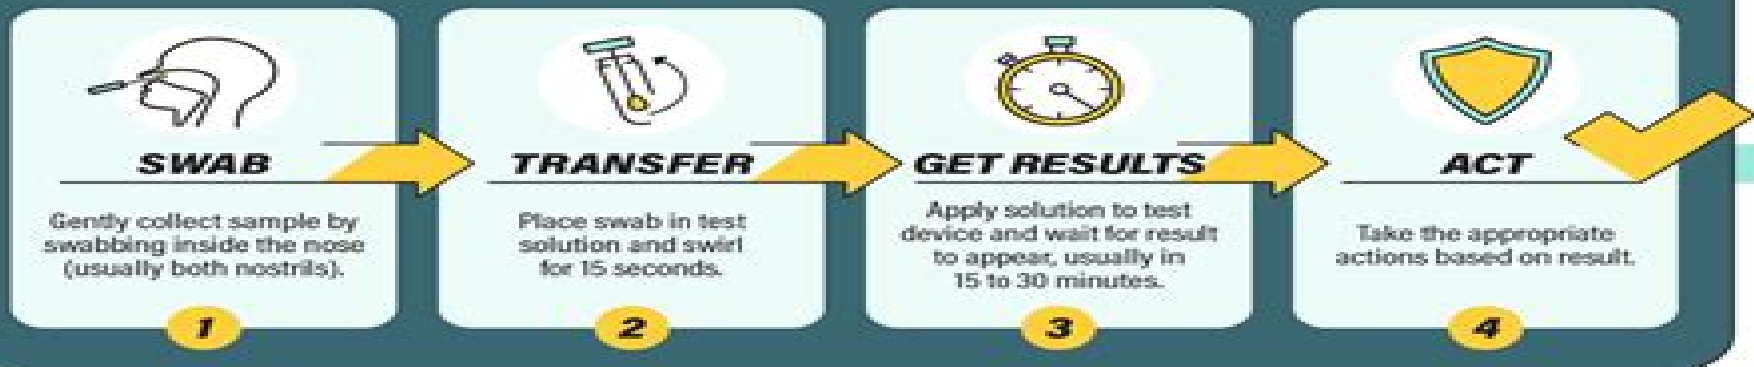 SWAB
Gently collect sample by
swabbing inside the nose
(usually both nostrils).
1
TRANSFER
Place swab in test
solution and swirl
for 15 seconds.
2
GET RESULTS
Apply solution to test
device and wait for result
to appear, usually in
15 to 30 minutes.
3
ACT
Take the appropriate
actions based on result.
4